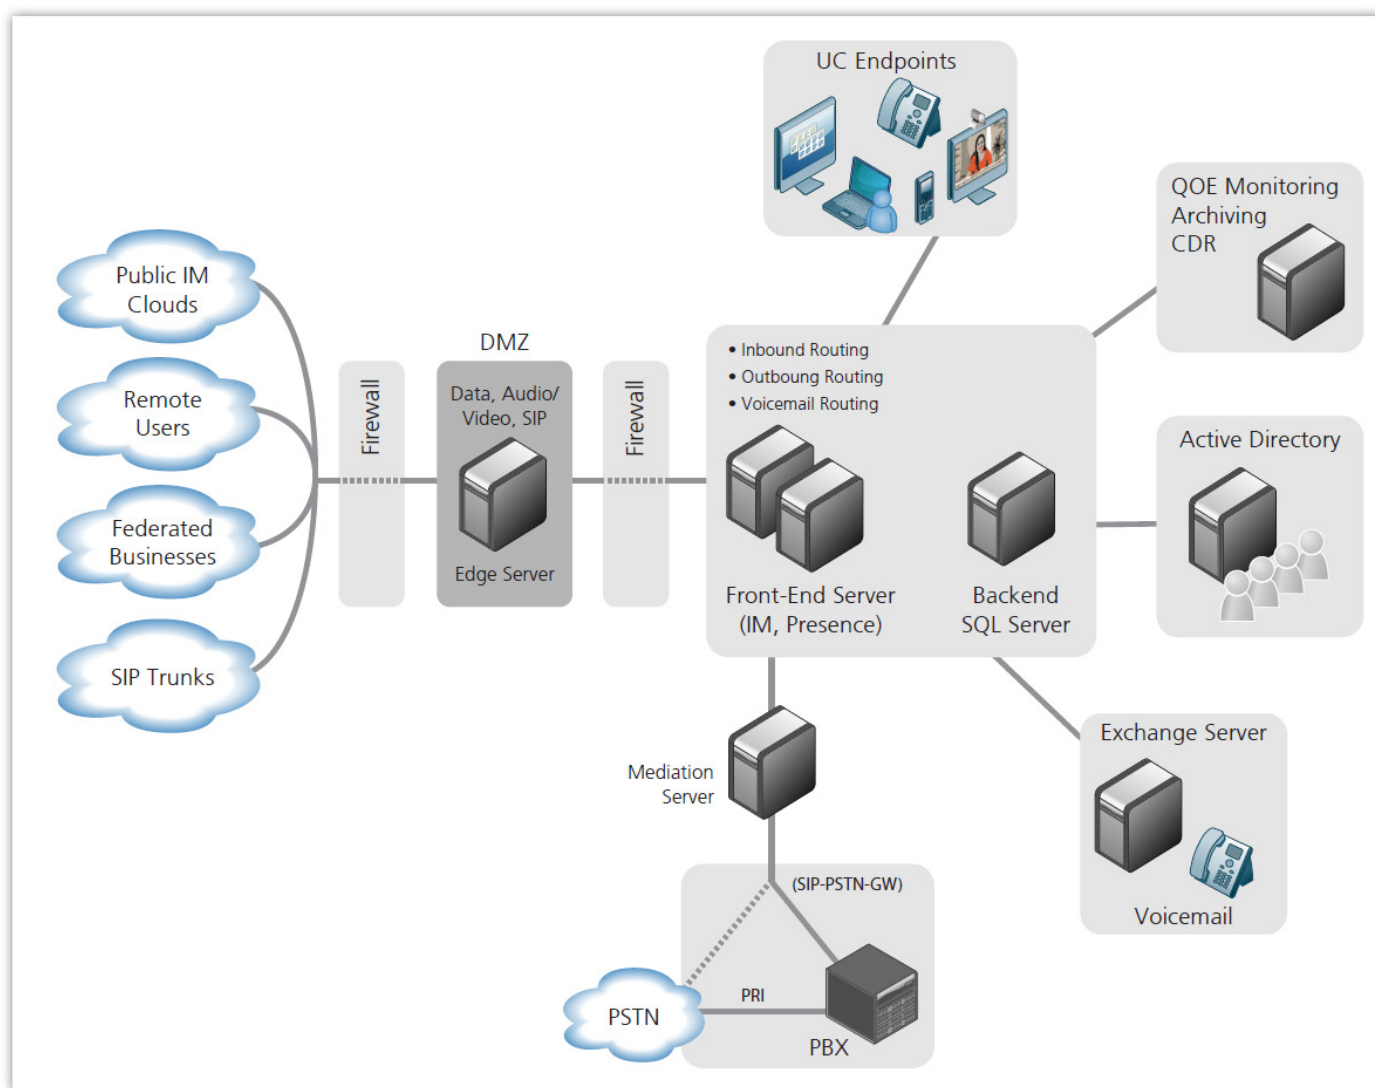 UC Endpoints
QOE Monitoring
Archiving
CDR
Public IM
Clouds
Remote
Users
Federated
Businesses
SIP Trunks
Firewall
DMZ
Data, Audio/
Video, SIP
Edge Server
Firewall
• Inbound Routing
• Outboung Routing
• Voicemail Routing
Front-End Server
(IM, Presence)
Backend
SQL Server
Active Directory
Mediation
Server
Exchange Server
Voicemail
(SIP-PSTN-GW)
PSTN
PRI
PBX